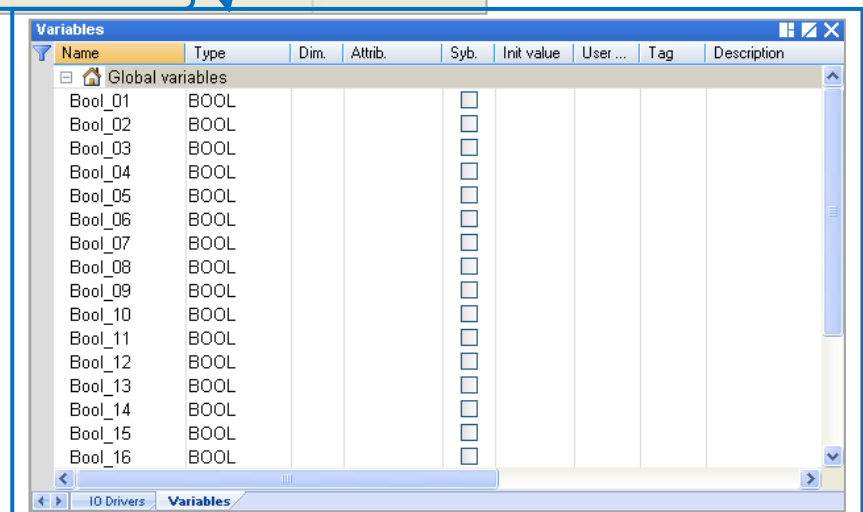 Variables
Name Type Dim. Attrib. Syb. Init value User ... Tag Description
Global variables
Bool_01 BOOL
Bool_02 BOOL
Bool_03 BOOL
Bool_04 BOOL
Bool_05 BOOL
Bool_06 BOOL
Bool_07 BOOL
Bool_08 BOOL
Bool_09 BOOL
Bool_10 BOOL
Bool_11 BOOL
Bool_12 BOOL
Bool_13 BOOL
Bool_14 BOOL
Bool_15 BOOL
Bool_16 BOOL
IO Drivers Variables